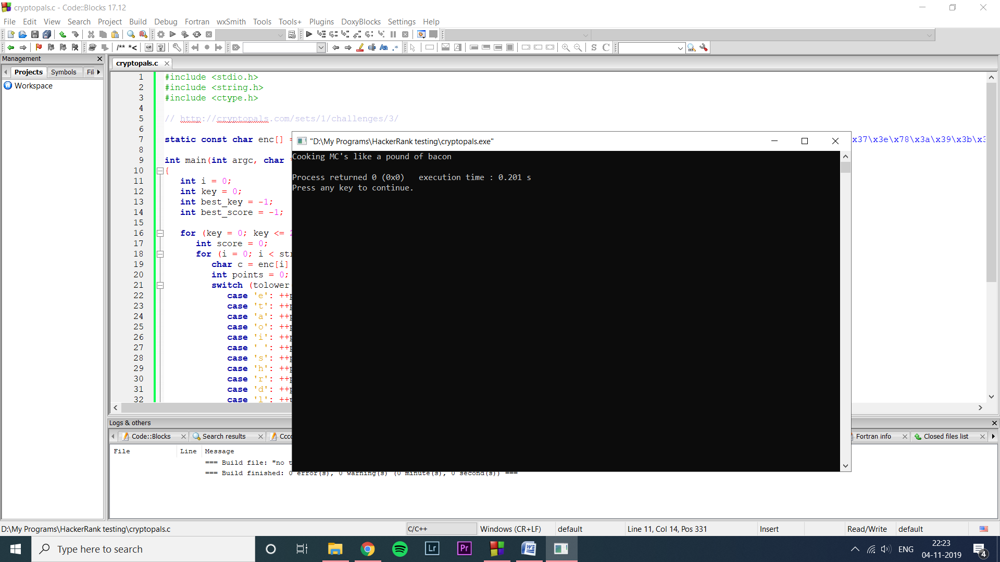 cryptopals.c - Code::Blocks 17.12
File Edit View Search Project Build Debug Fortran wxSmith Tools Tools+ Plugins DoxyBlocks Settings Help
/** *<
Aa .*
S C
Management
Projects Symbols Fil
Workspace
cryptopals.c
1 #include <stdio.h>
2 #include <string.h>
3 #include <ctype.h>
4
5 // http://cryptopals.com/sets/1/challenges/3/
6
7 static const char enc[] = x37\x3e\x78\x3a\x39\x3b\x3
8
9 int main(int argc, char *
10 {
11 int i = 0;
12 int key = 0;
13 int best_key = -1;
14 int best_score = -1;
15
16 for (key = 0; key <= 2
17 int score = 0;
18 for (i = 0; i < str
19 char c = enc[i]
20 int points = 0;
21 switch (tolower
22 case 'e': ++p
23 case 't': ++p
24 case 'a': ++p
25 case 'o': ++p
26 case 'i': ++p
27 case ' ': ++p
28 case 's': ++p
29 case 'h': ++p
30 case 'r': ++p
31 case 'd': ++p
32 case 'l': ++p
"D:\My Programs\HackerRank testing\cryptopals.exe"
Cooking MC's like a pound of bacon
Process returned 0 (0x0) execution time : 0.201 s
Press any key to continue.
Logs & others
Code::Blocks Search results Cccc Fortran info Closed files list
File Line Message
=== Build file: "no t
=== Build finished: 0 error(s), 0 warning(s) (0 minute(s), 0 second(s)) ===
D:\My Programs\HackerRank testing\cryptopals.c C/C++ Windows (CR+LF) default Line 11, Col 14, Pos 331 Insert Read/Write default
Type here to search
Lr Pr
ENG
22:23
04-11-2019
4